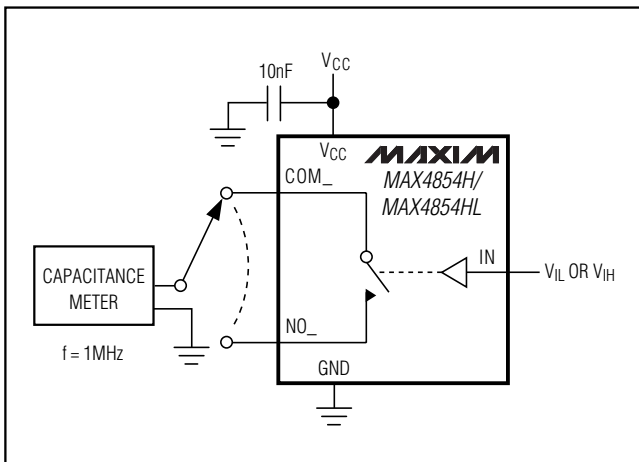 10nF
VCC
VCC
MAXIM
MAX4854H/
MAX4854HL
COM_
IN
VIL OR VIH
CAPACITANCE
METER
NO_
f = 1MHz
GND